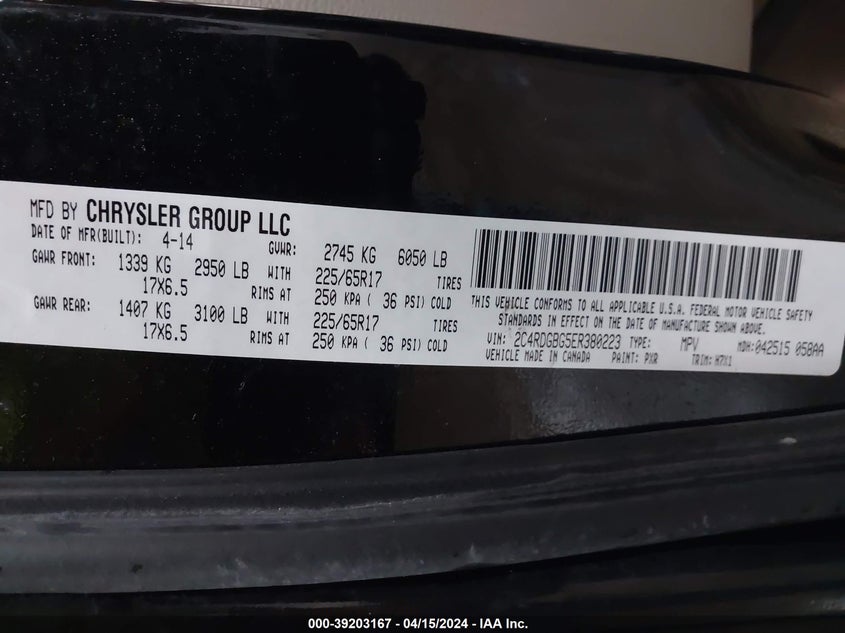 MFD BY CHRYSLER GROUP LLC
DATE OF MFR(BUILT): 4-14 GVWR: 2745 KG 6050 LB
GAWR FRONT: 1339 KG 2950 LB WITH 225/65R17 TIRES
17X6.5 RIMS AT 250 KPA ( 36 PSI) COLD
GAWR REAR: 1407 KG 3100 LB WITH 225/65R17 TIRES
17X6.5 RIMS AT 250 KPA ( 36 PSI) COLD
THIS VEHICLE CONFORMS TO ALL APPLICABLE U.S.A. FEDERAL MOTOR VEHICLE SAFETY
STANDARDS IN EFFECT ON THE DATE OF MANUFACTURE SHOWN ABOVE.
VIN: 2C4RDGBG5ER380223 TYPE: MPV MDH:042515 058AA
VEHICLE MADE IN CANADA PAINT: PXR TRIM: H7X1
000-39203167 - 04/15/2024 - IAA Inc.